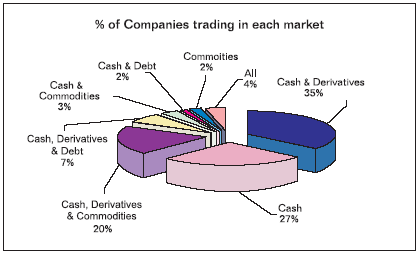 % of Companies trading in each market
Commoities
2%
Cash & Debt
2%
All
4%
Cash & Derivatives
35%
Cash &
Commodities
3%
Cash, Derivatives
& Debt
7%
Cash, Derivatives
& Commodities
20%
Cash
27%